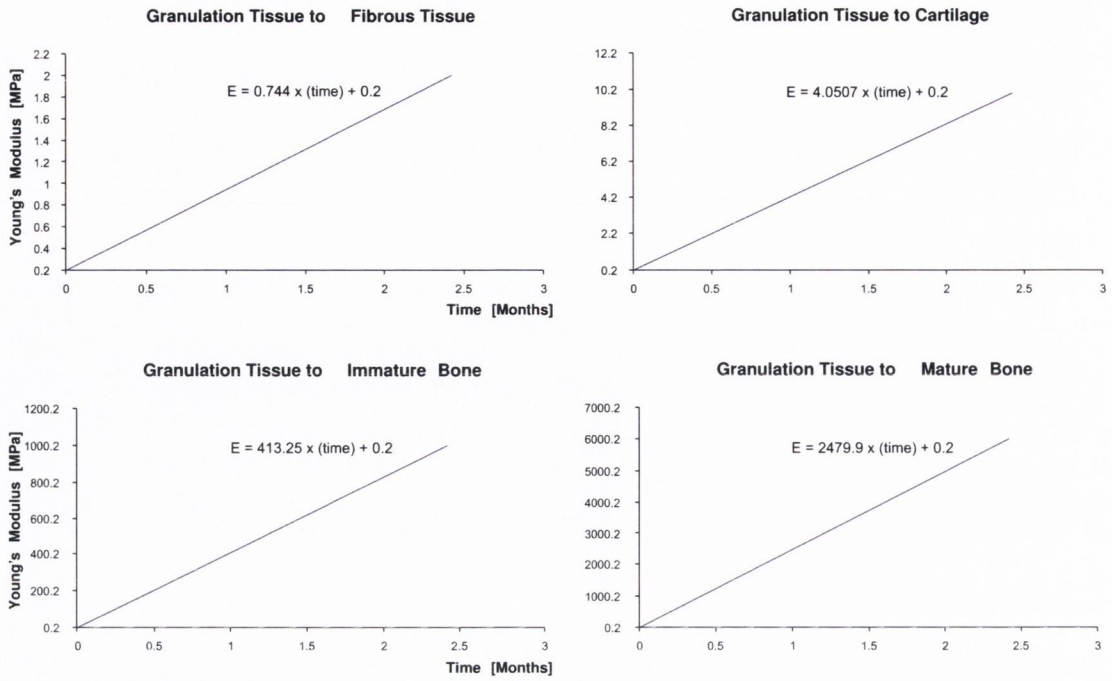 Granulation Tissue to Fibrous Tissue
Young's Modulus [MPa]
2.2
2
1.8
1.6
1.4
1.2
1
0.8
0.6
0.4
0.2
E = 0.744 x (time) + 0.2
0 0.5 1 1.5 2 2.5 3
Time [Months]
Granulation Tissue to Cartilage
12.2
10.2
8.2
6.2
4.2
2.2
0.2
E = 4.0507 x (time) + 0.2
0 0.5 1 1.5 2 2.5 3
Granulation Tissue to Immature Bone
Young's Modulus [MPa]
1200.2
1000.2
800.2
600.2
400.2
200.2
0.2
E = 413.25 x (time) + 0.2
0 0.5 1 1.5 2 2.5 3
Time [Months]
Granulation Tissue to Mature Bone
7000.2
6000.2
5000.2
4000.2
3000.2
2000.2
1000.2
0.2
E = 2479.9 x (time) + 0.2
0 0.5 1 1.5 2 2.5 3